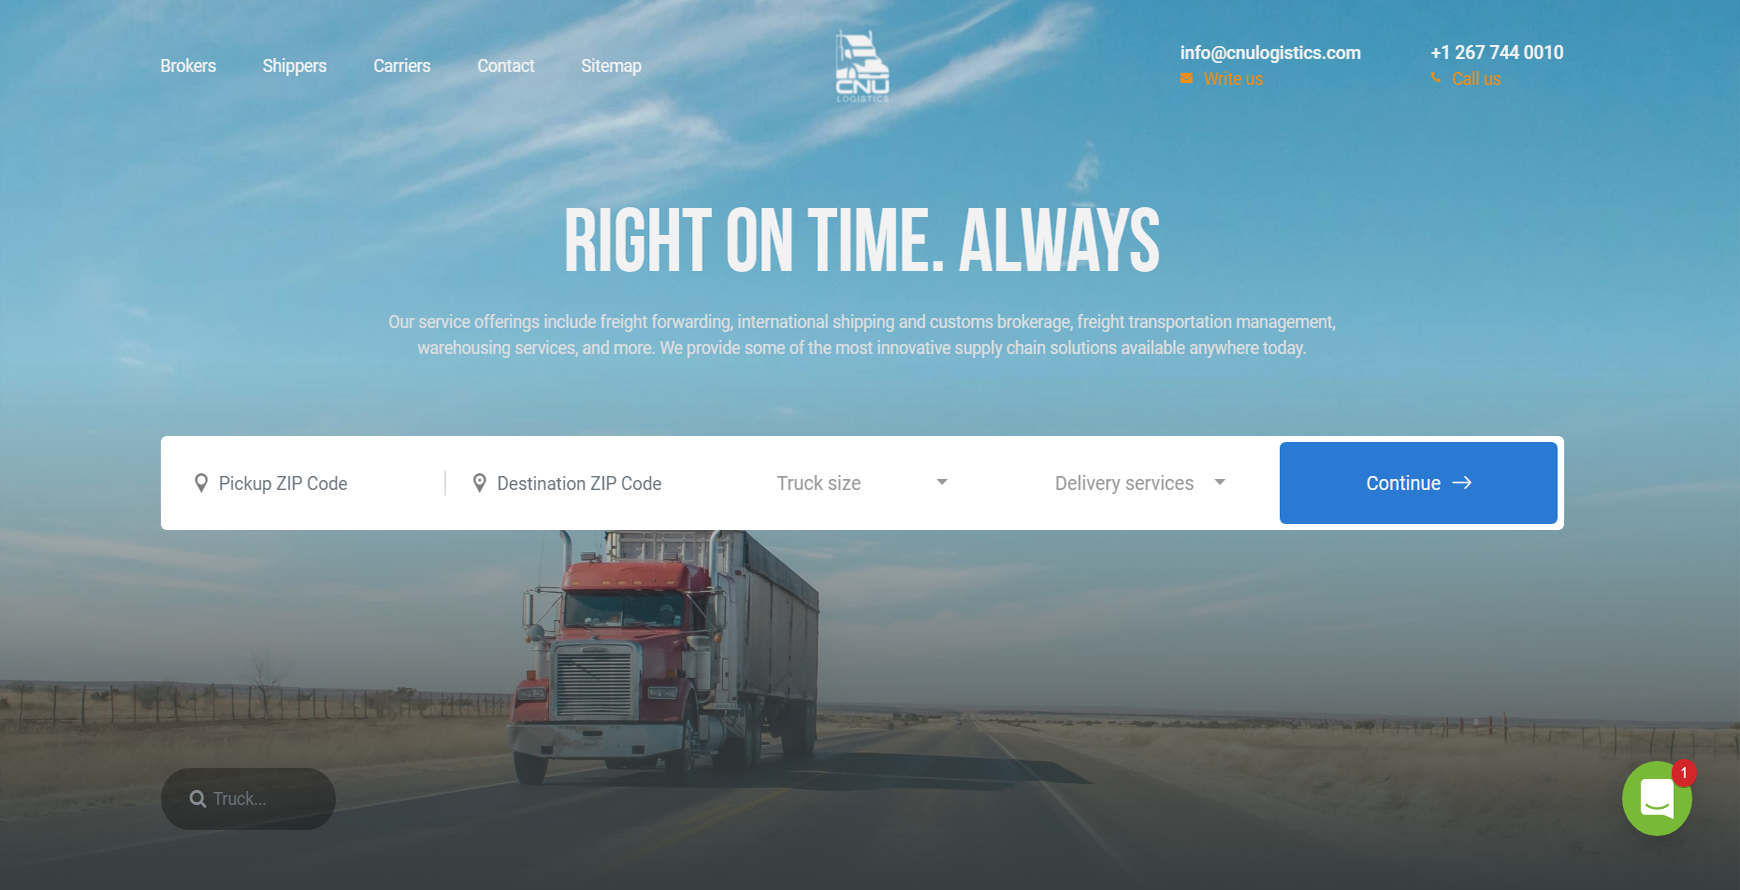 Brokers
Shippers
Carriers
Contact
Sitemap
CNU
LOGISTICS
info@cnulogistics.com
Write us
+1 267 744 0010
Call us
RIGHT ON TIME. ALWAYS
Our service offerings include freight forwarding, international shipping and customs brokerage, freight transportation management,
warehousing services, and more. We provide some of the most innovative supply chain solutions available anywhere today.
Pickup ZIP Code
Destination ZIP Code
Truck size
Delivery services
Continue
Truck...
1